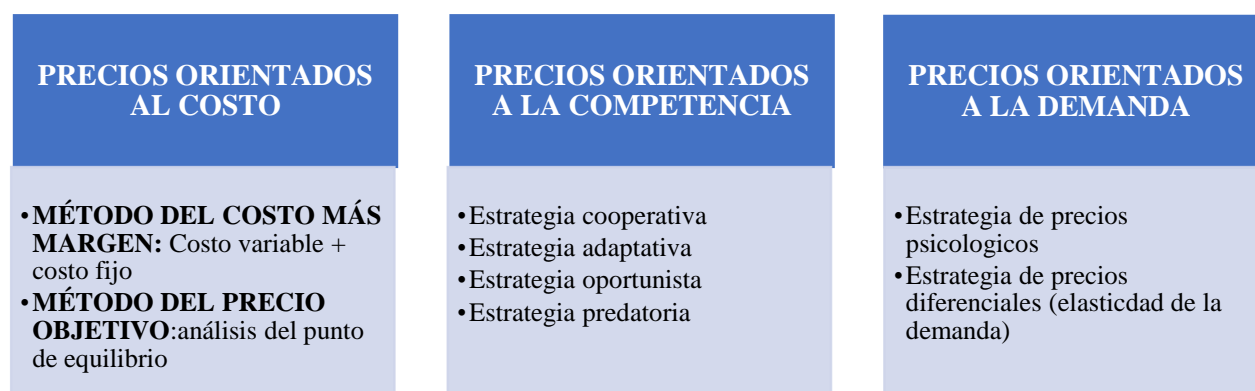 PRECIOS ORIENTADOS
AL COSTO
•MÉTODO DEL COSTO MÁS
MARGEN: Costo variable +
costo fijo
•MÉTODO DEL PRECIO
OBJETIVO:análisis del punto
de equilibrio
PRECIOS ORIENTADOS
A LA COMPETENCIA
•Estrategia cooperativa
•Estrategia adaptativa
•Estrategia oportunista
•Estrategia predatoria
PRECIOS ORIENTADOS
A LA DEMANDA
•Estrategia de precios
psicologicos
•Estrategia de precios
diferenciales (elasticdad de la
demanda)